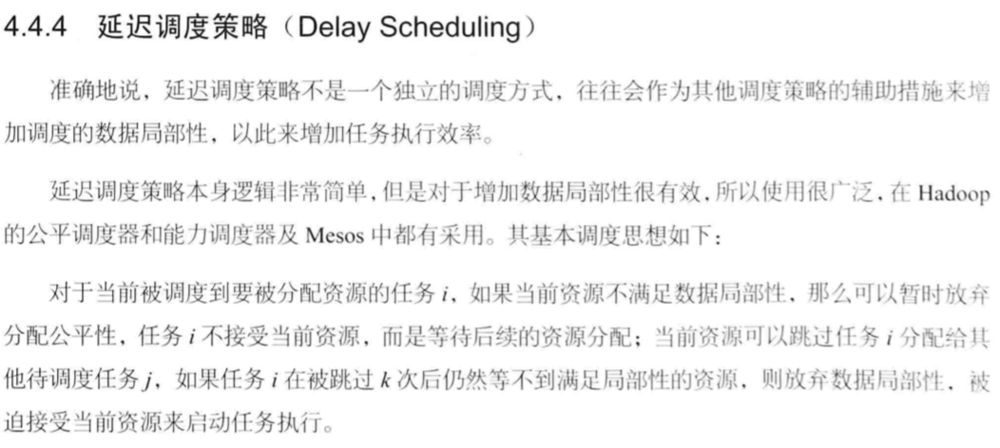 4.4.4 延迟调度策略（Delay Scheduling）
准确地说，延迟调度策略不是一个独立的调度方式，往往会作为其他调度策略的辅助措施来增
加调度的数据局部性，以此来增加任务执行效率。
延迟调度策略本身逻辑非常简单，但是对于增加数据局部性很有效，所以使用很广泛，在 Hadoop
的公平调度器和能力调度器及 Mesos 中都有采用。其基本调度思想如下：
对于当前被调度到要被分配资源的任务 i，如果当前资源不满足数据局部性，那么可以暂时放弃
分配公平性，任务 i 不接受当前资源，而是等待后续的资源分配；当前资源可以跳过任务 i 分配给其
他待调度任务 j，如果任务 i 在被跳过 k 次后仍然等不到满足局部性的资源，则放弃数据局部性，被
迫接受当前资源来启动任务执行。